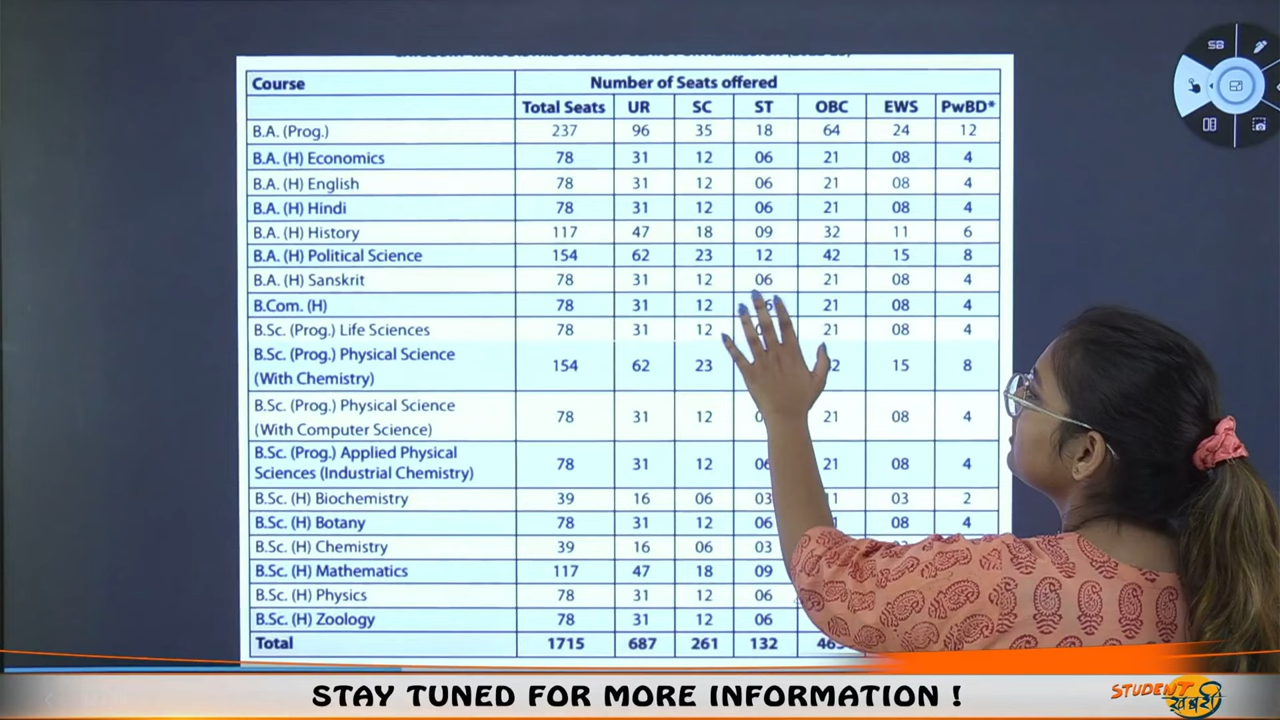 SB
Course Number of Seats offered
Total Seats UR SC ST OBC EWS PwBD*
B.A. (Prog.) 237 96 35 18 64 24 12
B.A. (H) Economics 78 31 12 06 21 08 4
B.A. (H) English 78 31 12 06 21 08 4
B.A. (H) Hindi 78 31 12 06 21 08 4
B.A. (H) History 117 47 18 09 32 11 6
B.A. (H) Political Science 154 62 23 12 42 15 8
B.A. (H) Sanskrit 78 31 12 06 21 08 4
B.Com. (H) 78 31 12 21 08 4
B.Sc. (Prog.) Life Sciences 78 31 12 21 08 4
B.Sc. (Prog.) Physical Science
(With Chemistry) 154 62 23 15 8
B.Sc. (Prog.) Physical Science
(With Computer Science) 78 31 12 21 08 4
B.Sc. (Prog.) Applied Physical
Sciences (Industrial Chemistry) 78 31 12 06 21 08 4
B.Sc. (H) Biochemistry 39 16 06 03 03 2
B.Sc. (H) Botany 78 31 12 06 08 4
B.Sc. (H) Chemistry 39 16 06 03
B.Sc. (H) Mathematics 117 47 18 09
B.Sc. (H) Physics 78 31 12 06
B.Sc. (H) Zoology 78 31 12 06
Total 1715 687 261 132
STAY TUNED FOR MORE INFORMATION !
STUDENT
खबरी